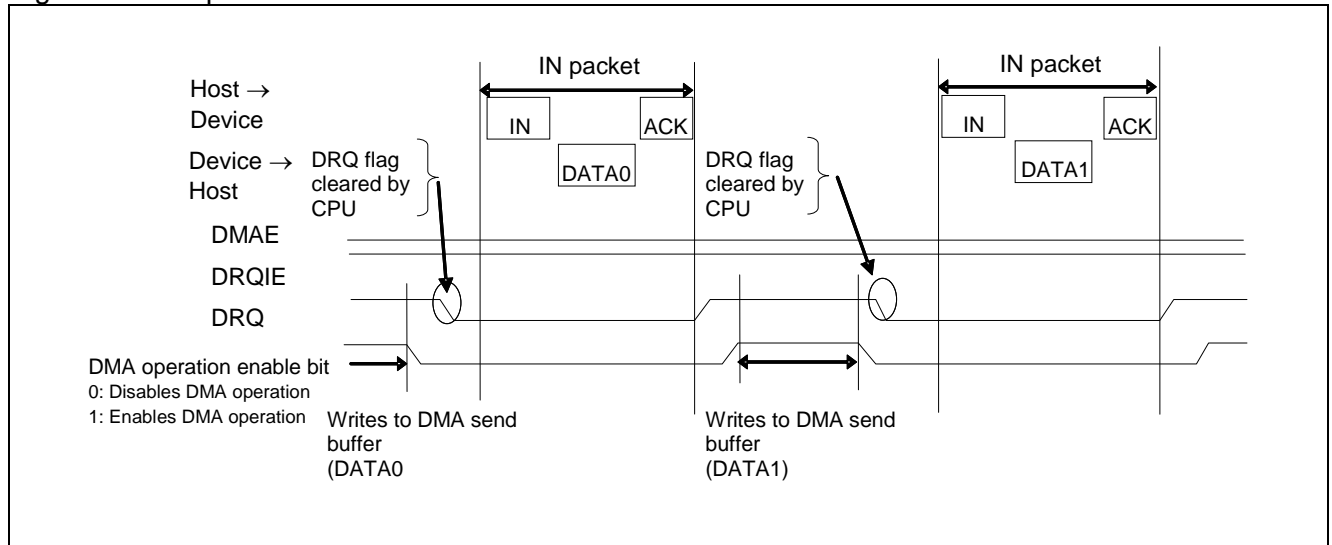 IN packet
IN packet
Host →
Device
IN
ACK
IN
ACK
Device →
Host
DRQ flag
cleared by
CPU
DATA0
DRQ flag
cleared by
CPU
DATA1
DMAE
DRQIE
DRQ
DMA operation enable bit
0: Disables DMA operation
1: Enables DMA operation
Writes to DMA send
buffer
(DATA0
Writes to DMA send
buffer
(DATA1)